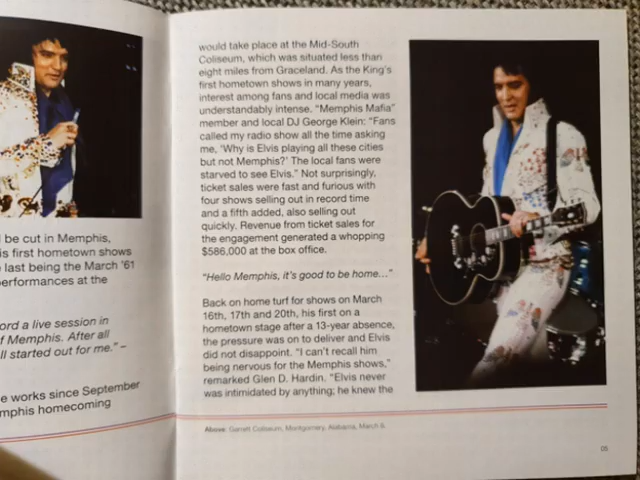 l be cut in Memphis,
is first hometown shows
e last being the March '61
performances at the
ord a live session in
f Memphis. After all
ll started out for me." –
e works since September
mphis homecoming
would take place at the Mid-South
Coliseum, which was situated less than
eight miles from Graceland. As the King's
first hometown shows in many years,
interest among fans and local media was
understandably intense. "Memphis Mafia"
member and local DJ George Klein: "Fans
called my radio show all the time asking
me, 'Why is Elvis playing all these cities
but not Memphis?' The local fans were
starved to see Elvis." Not surprisingly,
ticket sales were fast and furious with
four shows selling out in record time
and a fifth added, also selling out
quickly. Revenue from ticket sales for
the engagement generated a whopping
$586,000 at the box office.
"Hello Memphis, it's good to be home..."
Back on home turf for shows on March
16th, 17th and 20th, his first on a
hometown stage after a 13-year absence,
the pressure was on to deliver and Elvis
did not disappoint. "I can't recall him
being nervous for the Memphis shows,"
remarked Glen D. Hardin. "Elvis never
was intimidated by anything; he knew the
Above: Garrett Coliseum, Montgomery, Alabama, March 6.
05